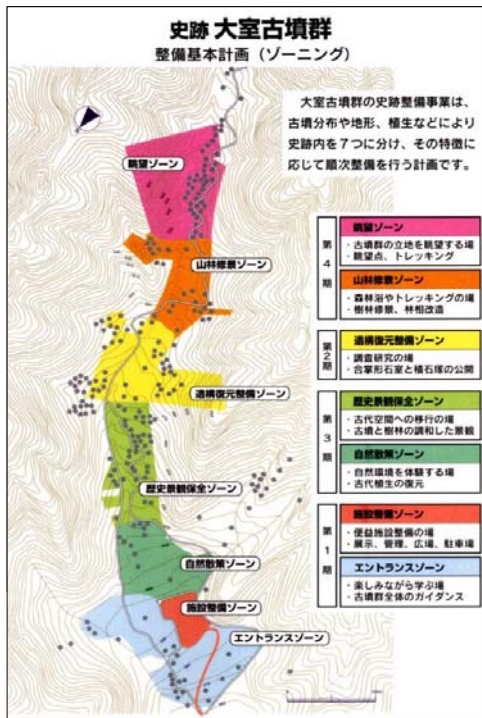 史跡 大室古墳群
整備基本計画（ゾーニング）
大室古墳群の史跡整備事業は、
古墳分布や地形、植生などにより
史跡内を７つに分け、その特徴に
応じて順次整備を行う計画です。
眺望ゾーン
山林修景ゾーン
遺構復元整備ゾーン
歴史景観保全ゾーン
自然散策ゾーン
施設整備ゾーン
エントランスゾーン
第４期
眺望ゾーン
・古墳群の立地を眺望する場
・眺望点、トレッキング
山林修景ゾーン
・森林浴やトレッキングの場
・樹林修景、林相改造
第２期
遺構復元整備ゾーン
・調査研究の場
・合掌形石室と積石塚の公開
第３期
歴史景観保全ゾーン
・古代空間への移行の場
・古墳と樹林の調和した景観
自然散策ゾーン
・自然環境を体験する場
・古代植生の復元
第１期
施設整備ゾーン
・便益施設整備の場
・展示、管理、広場、駐車場
エントランスゾーン
・楽しみながら学ぶ場
・古墳群全体のガイダンス